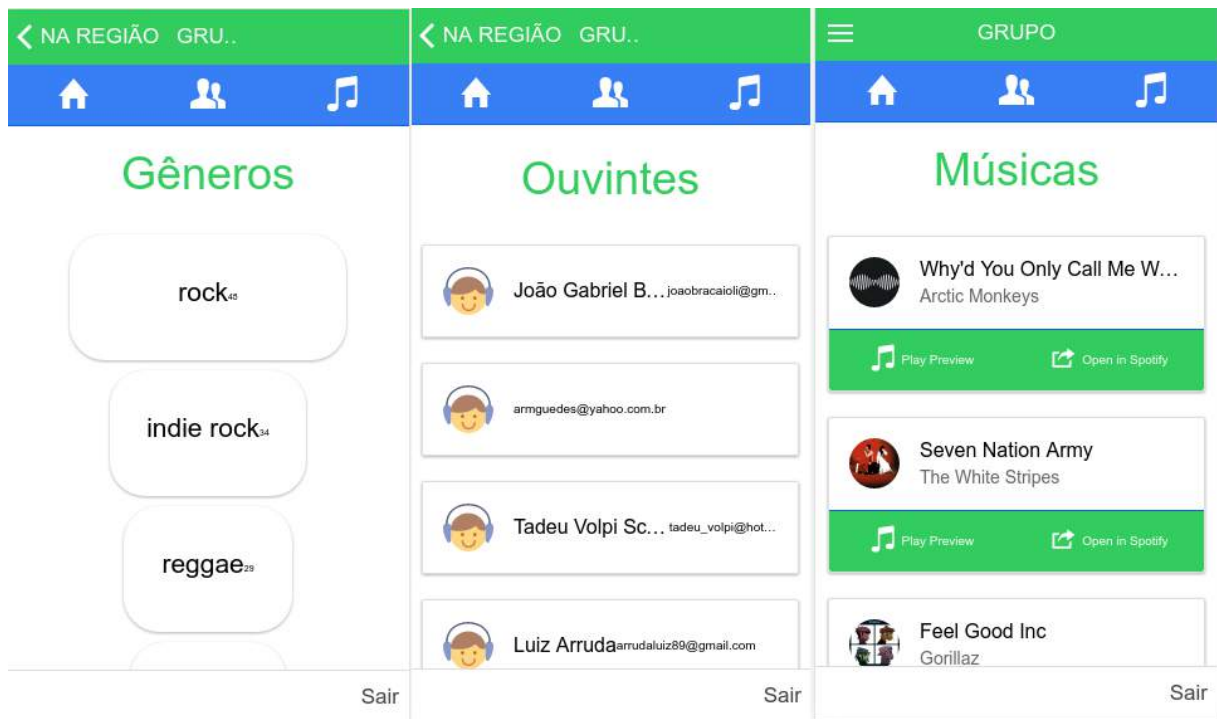 NA REGIÃO GRU..
Gêneros
rock48
indie rock34
reggae29
Sair
NA REGIÃO GRU..
Ouvintes
João Gabriel B... joaobracaioli@gm..
armguedes@yahoo.com.br
Tadeu Volpi Sc... tadeu_volpi@hot...
Luiz Arrudaarrudaluiz89@gmail.com
Sair
GRUPO
Músicas
Why'd You Only Call Me W...
Arctic Monkeys
Play Preview Open in Spotify
Seven Nation Army
The White Stripes
Play Preview Open in Spotify
Feel Good Inc
Gorillaz
Sair